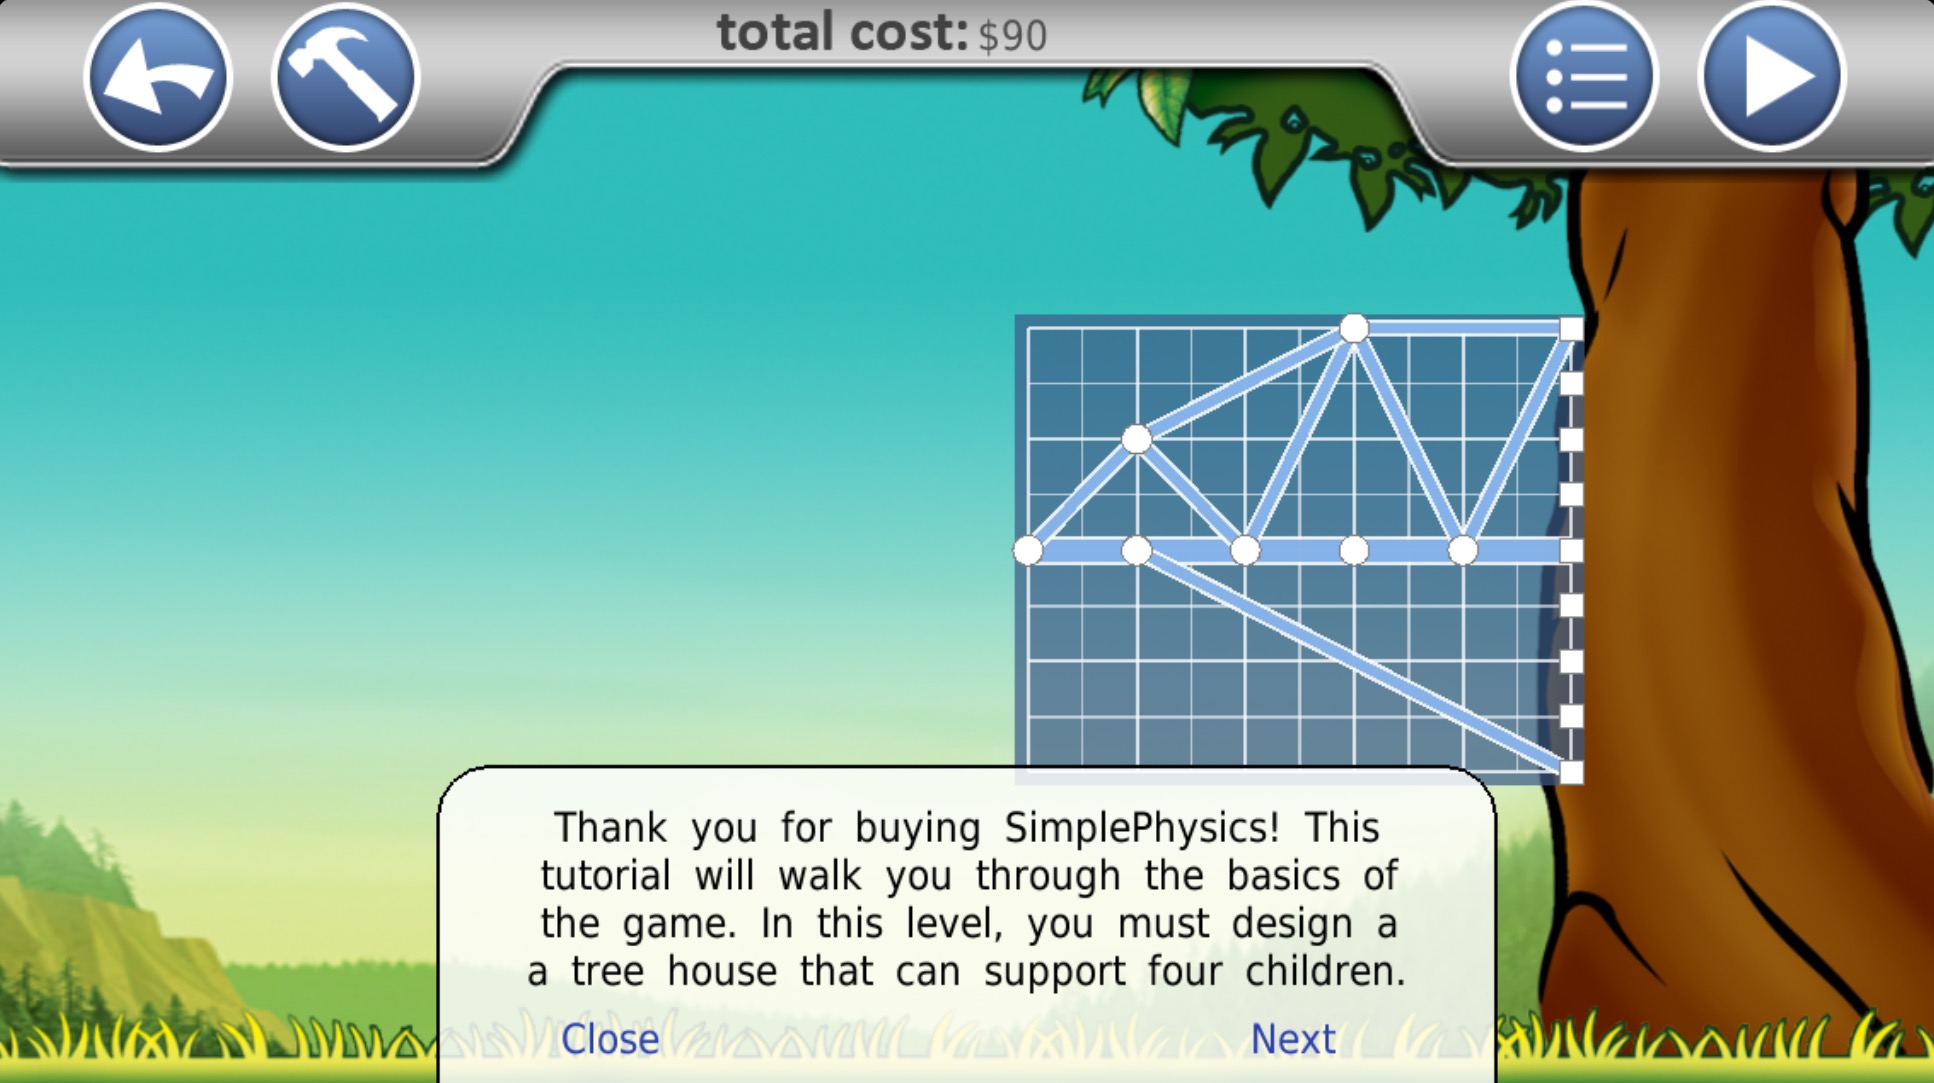 total cost: $90
Thank you for buying SimplePhysics! This
tutorial will walk you through the basics of
the game. In this level, you must design a
a tree house that can support four children.
Close Next